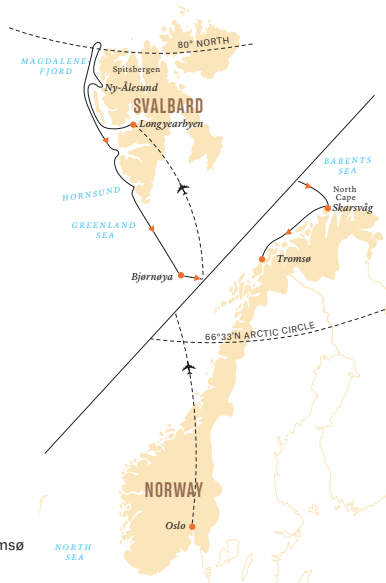 80° NORTH
MAGDALENE-
FJORD
Spitsbergen
Ny-Ålesund
SVALBARD
Longyearbyen
BARENTS
SEA
HORNSUND
North
Cape
Skarsvåg
GREENLAND
SEA
Tromsø
Bjørnøya
66°33'N ARCTIC CIRCLE
NORWAY
Oslo
msø
NORTH
SEA